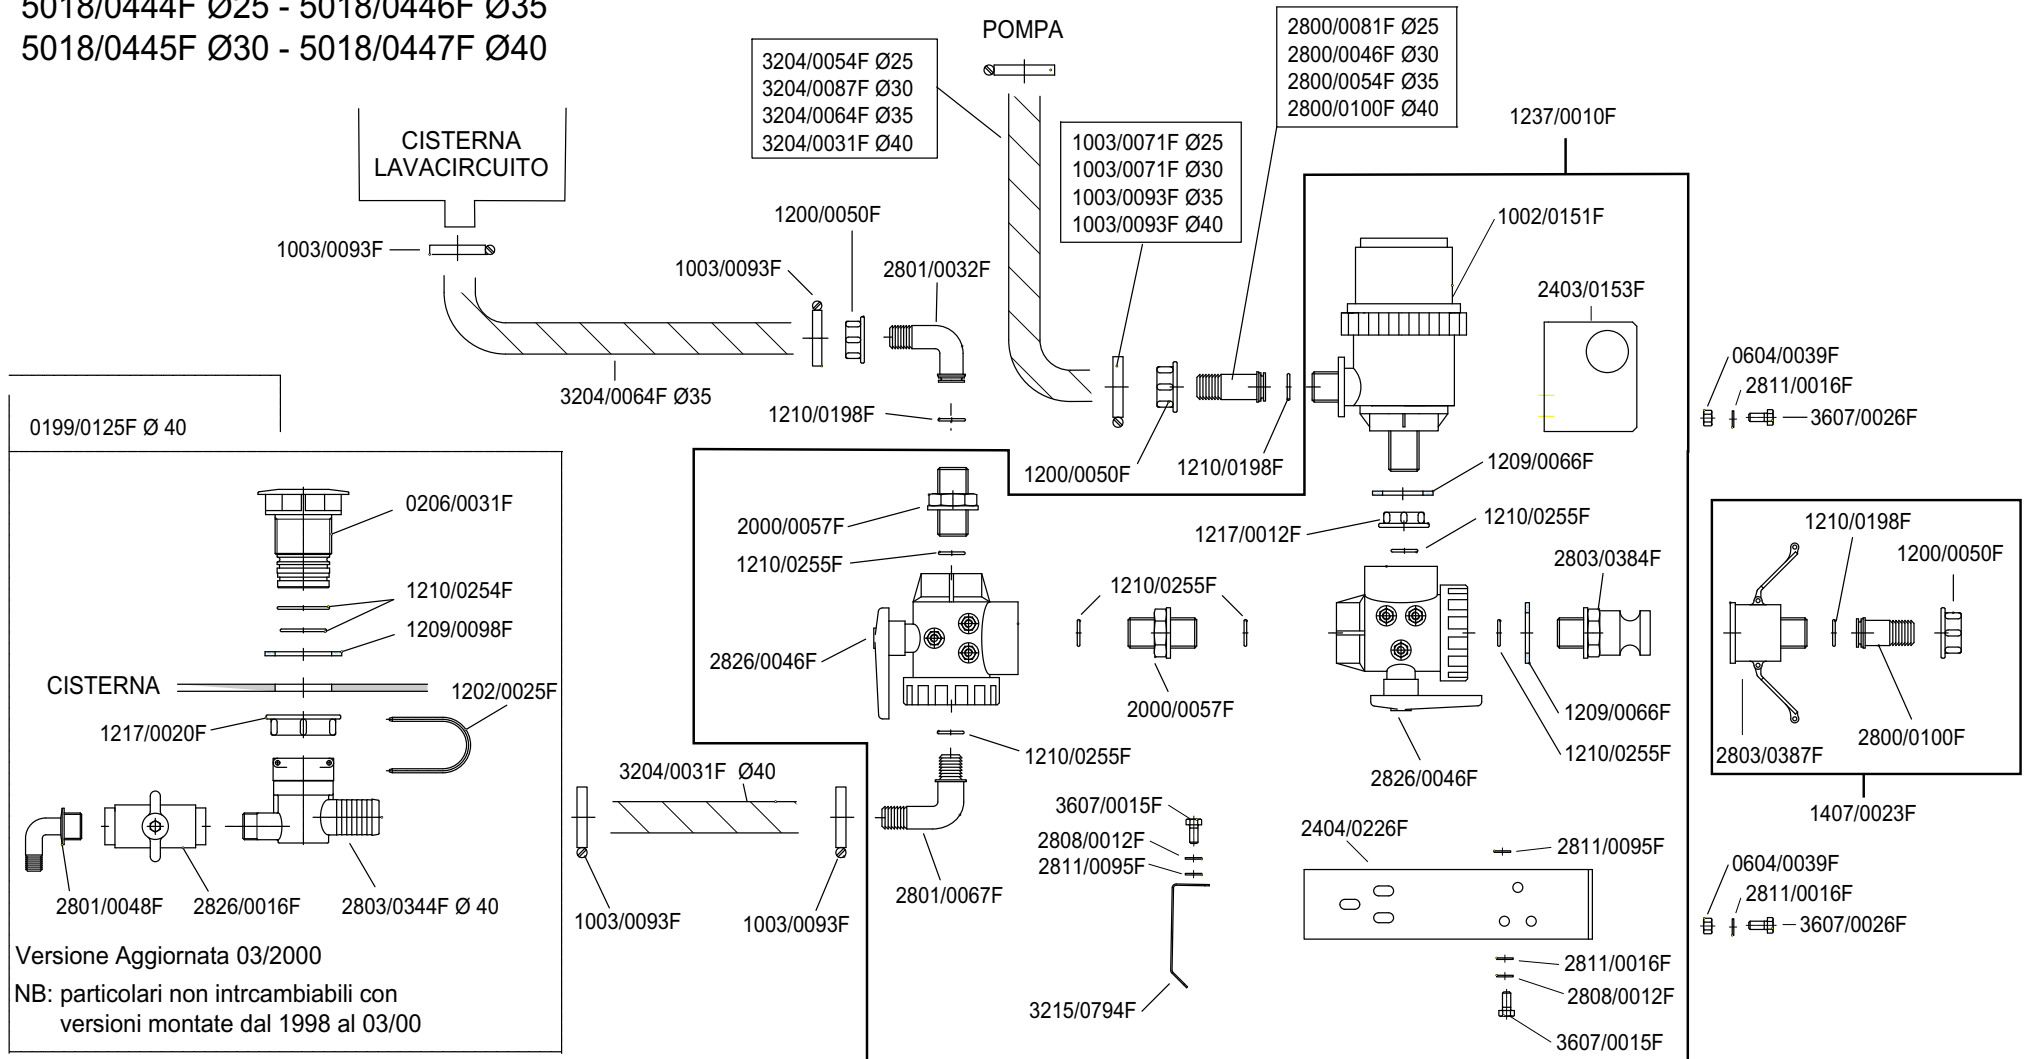 5018/0444F Ø25 - 5018/0446F Ø35
5018/0445F Ø30 - 5018/0447F Ø40
POMPA
3204/0054F Ø25
3204/0087F Ø30
3204/0064F Ø35
3204/0031F Ø40
2800/0081F Ø25
2800/0046F Ø30
2800/0054F Ø35
2800/0100F Ø40
1003/0071F Ø25
1003/0071F Ø30
1003/0093F Ø35
1003/0093F Ø40
1237/0010F
CISTERNA
LAVACIRCUITO
1200/0050F
1002/0151F
1003/0093F
1003/0093F
2801/0032F
2403/0153F
0604/0039F
2811/0016F
3607/0026F
3204/0064F Ø35
1210/0198F
0199/0125F Ø 40
1200/0050F
1210/0198F
1209/0066F
0206/0031F
2000/0057F
1210/0255F
1217/0012F
1210/0255F
2803/0384F
1210/0198F
1200/0050F
1210/0254F
1209/0098F
1210/0255F
2826/0046F
CISTERNA
1202/0025F
1217/0020F
2000/0057F
1209/0066F
1210/0255F
2803/0387F
2800/0100F
1210/0255F
2826/0046F
3204/0031F Ø40
1407/0023F
3607/0015F
2808/0012F
2811/0095F
2404/0226F
2811/0095F
0604/0039F
2811/0016F
3607/0026F
2801/0048F
2826/0016F
2803/0344F Ø 40
1003/0093F
1003/0093F
2801/0067F
Versione Aggiornata 03/2000
NB: particolari non intrcambiabili con
versioni montate dal 1998 al 03/00
3215/0794F
2811/0016F
2808/0012F
3607/0015F